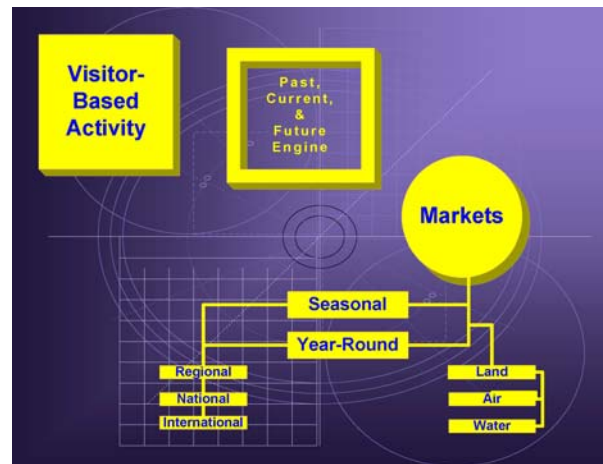 Visitor-
Based
Activity
Past,
Current,
&
Future
Engine
Markets
Seasonal
Year-Round
Regional
National
International
Land
Air
Water